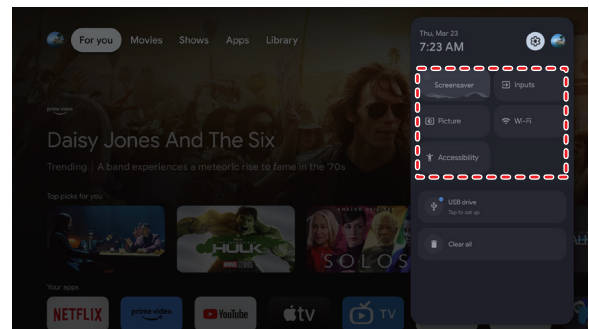 For you
Movies
Shows
Apps
Library
prime video
Daisy Jones And The Six
Trending | A band experiences a meteoric rise to fame in the '70s
Top picks for you
HULK
MARVEL STUDIOS
SOLOS
Your apps
NETFLIX
prime video
YouTube
tv
TV
Thu, Mar 23
7:23 AM
Screensaver
Inputs
Picture
Wi-Fi
Accessibility
USB drive
Tap to set up
Clear all